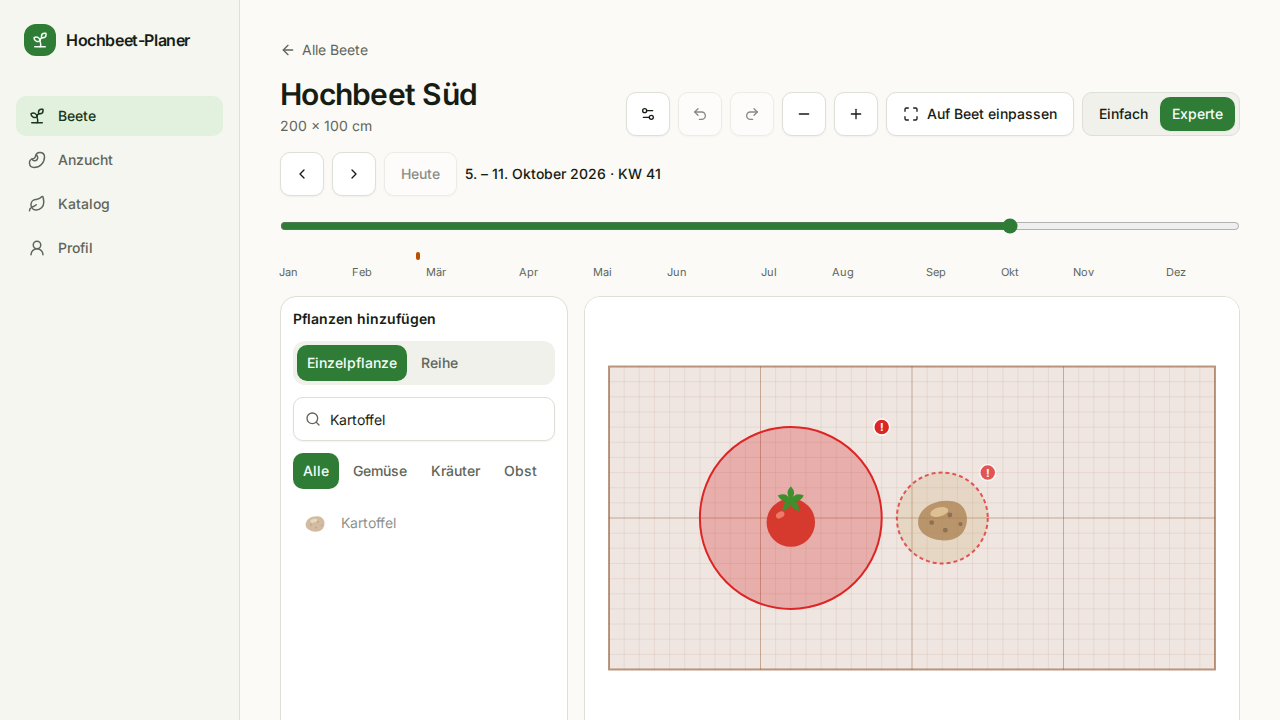 Hochbeet-Planer
Beete
Anzucht
Katalog
Profil
Alle Beete
Hochbeet Süd
200 × 100 cm
Auf Beet einpassen
Einfach
Experte
Heute
5. – 11. Oktober 2026 · KW 41
Jan Feb Mär Apr Mai Jun Jul Aug Sep Okt Nov Dez
Pflanzen hinzufügen
Einzelpflanze
Reihe
Kartoffel
Alle
Gemüse
Kräuter
Obst
Kartoffel
!
!